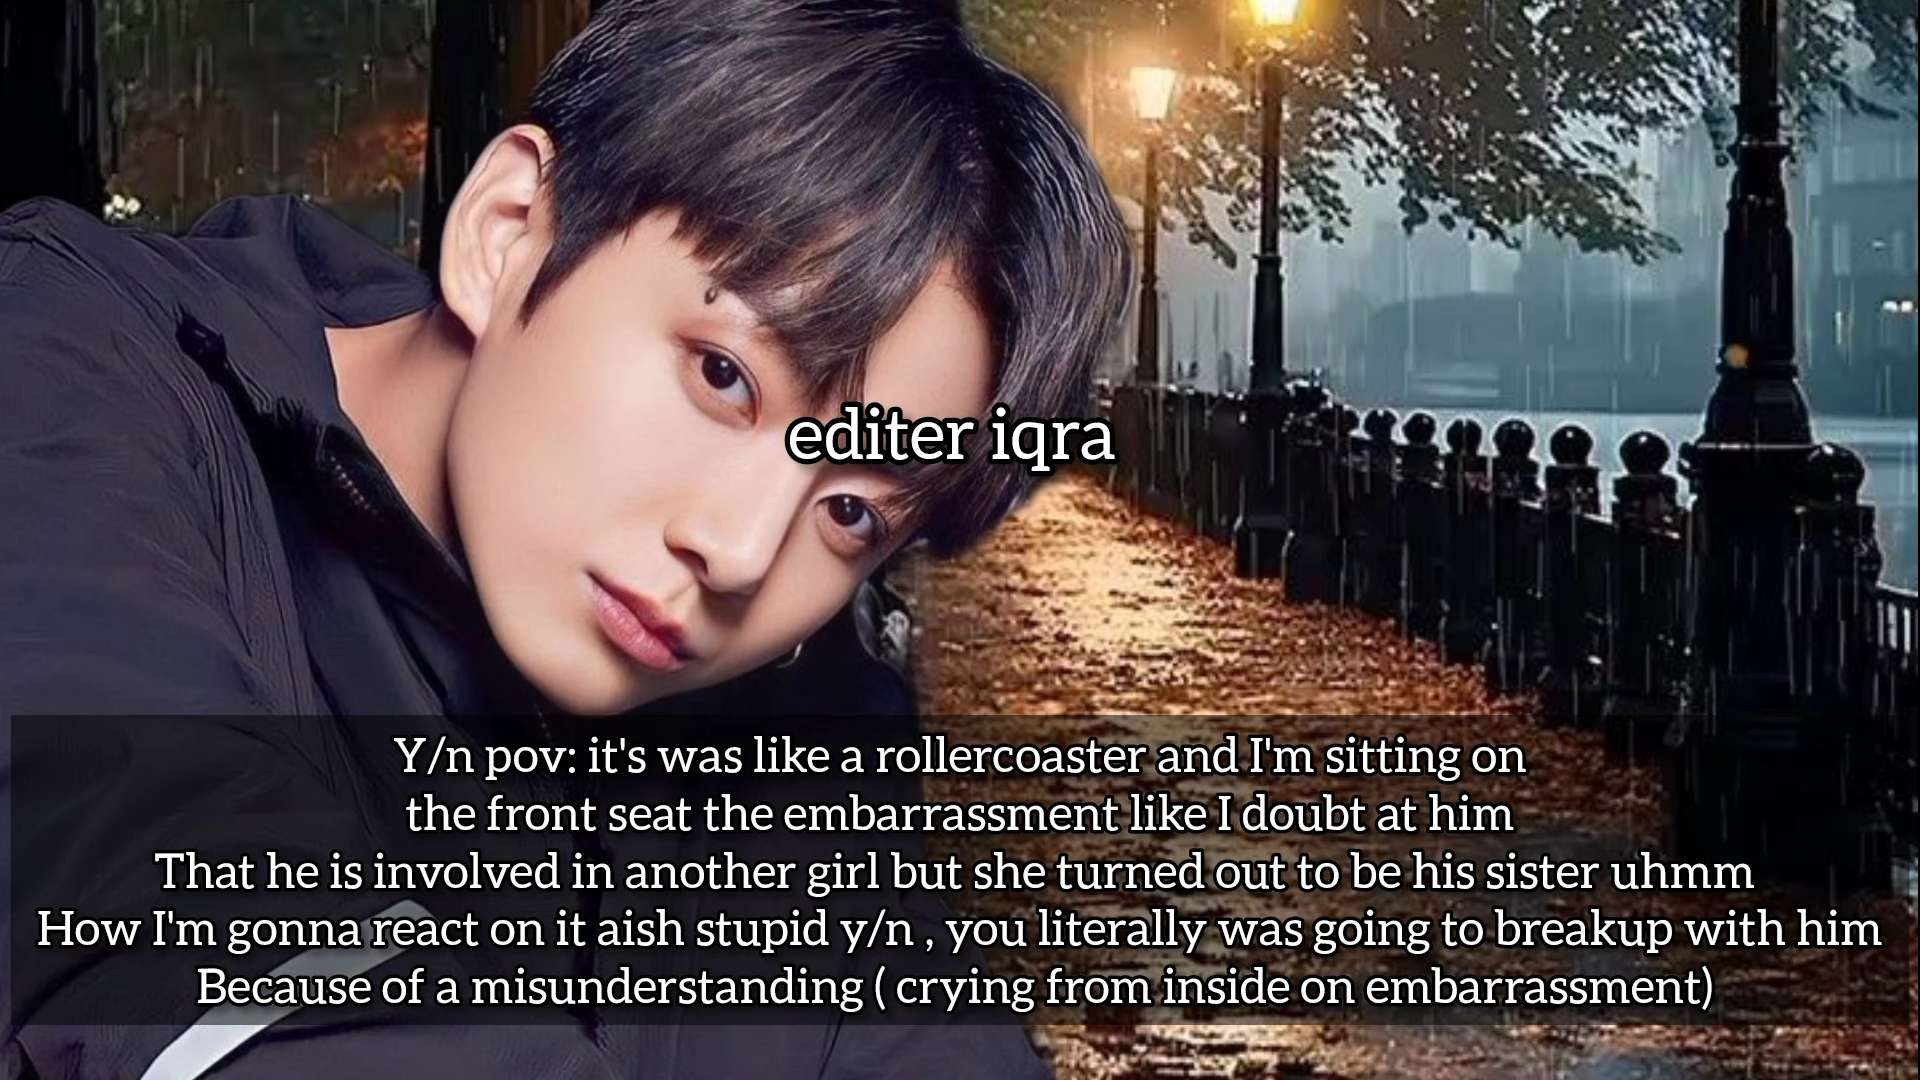 editer iqra
Y/n pov: it's was like a rollercoaster and I'm sitting on
the front seat the embarrassment like I doubt at him
That he is involved in another girl but she turned out to be his sister uhmm
How I'm gonna react on it aish stupid y/n , you literally was going to breakup with him
Because of a misunderstanding ( crying from inside on embarrassment)